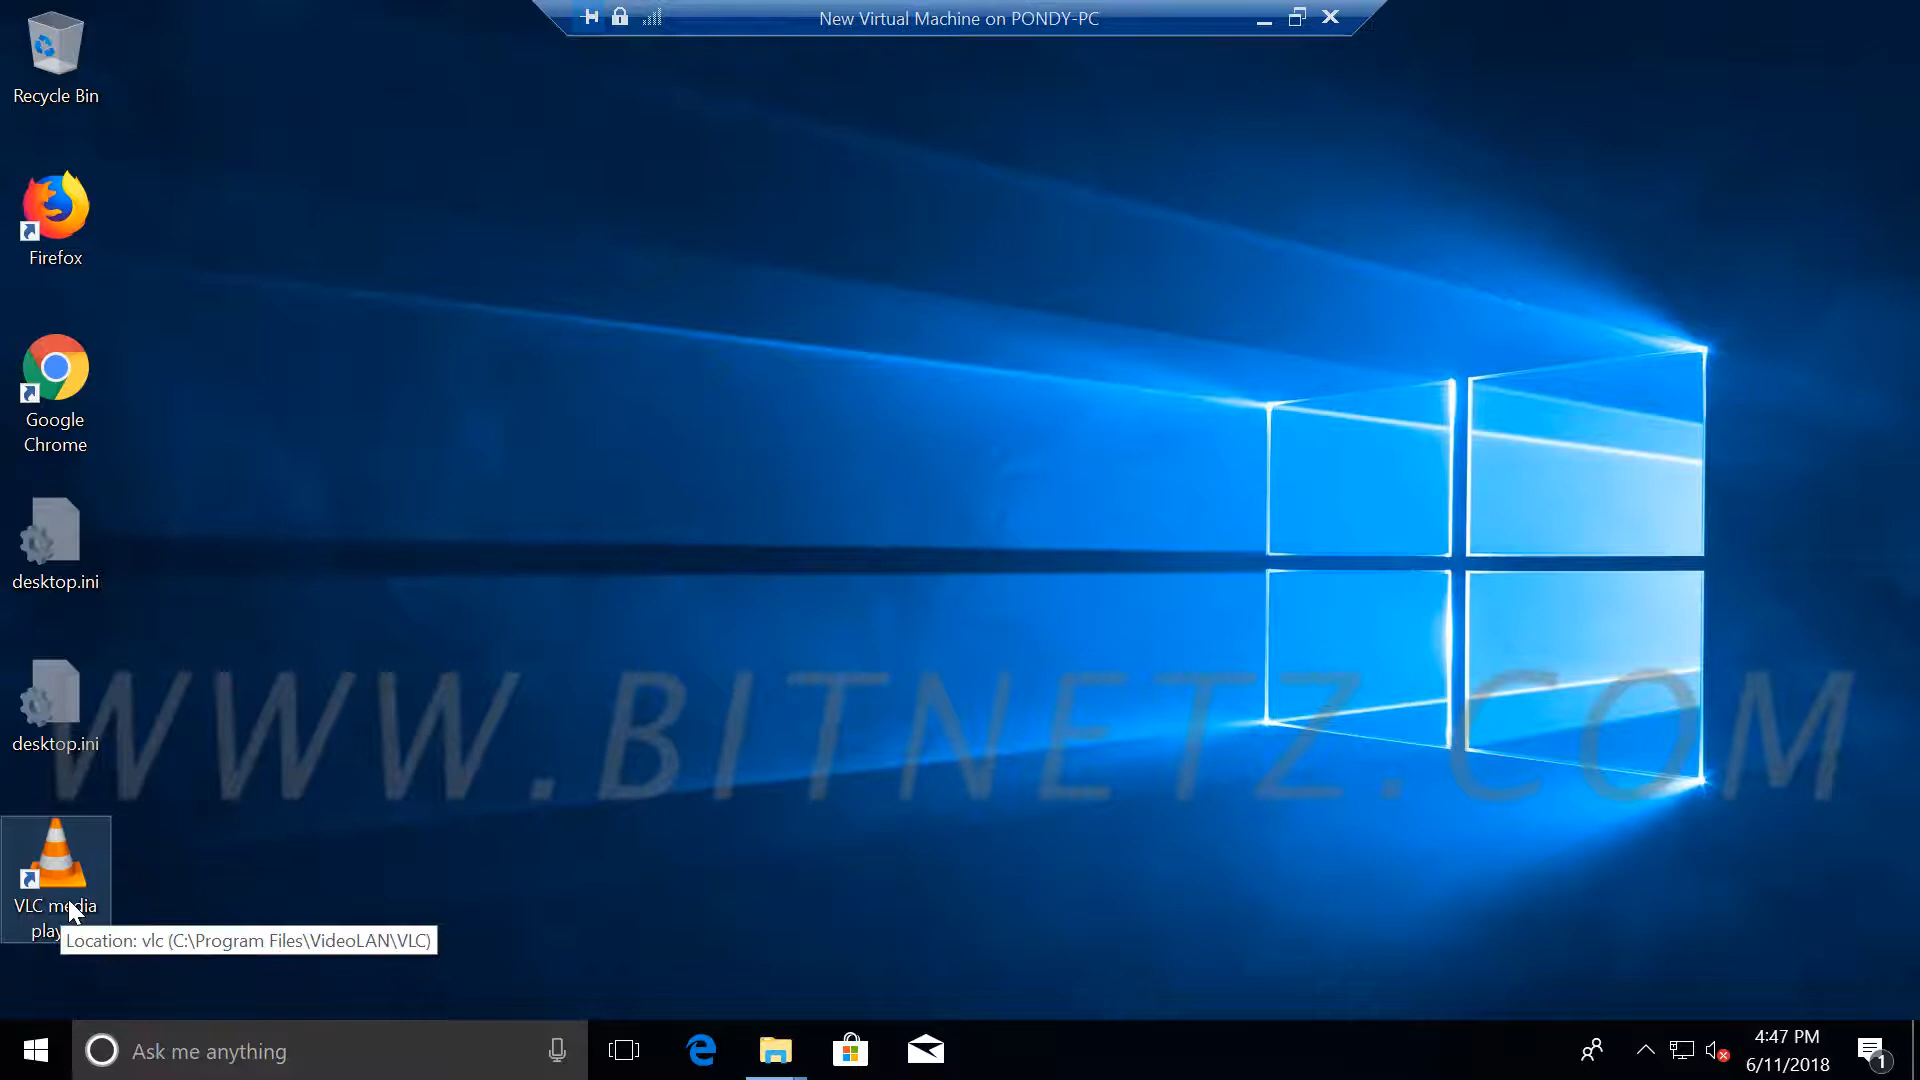 New Virtual Machine on PONDY-PC
Recycle Bin
Firefox
Google
Chrome
desktop.ini
desktop.ini
WWW.BITNETZ.COM
VLC media
play
Location: vlc (C:\Program Files\VideoLAN\VLC)
Ask me anything
4:47 PM
6/11/2018
1